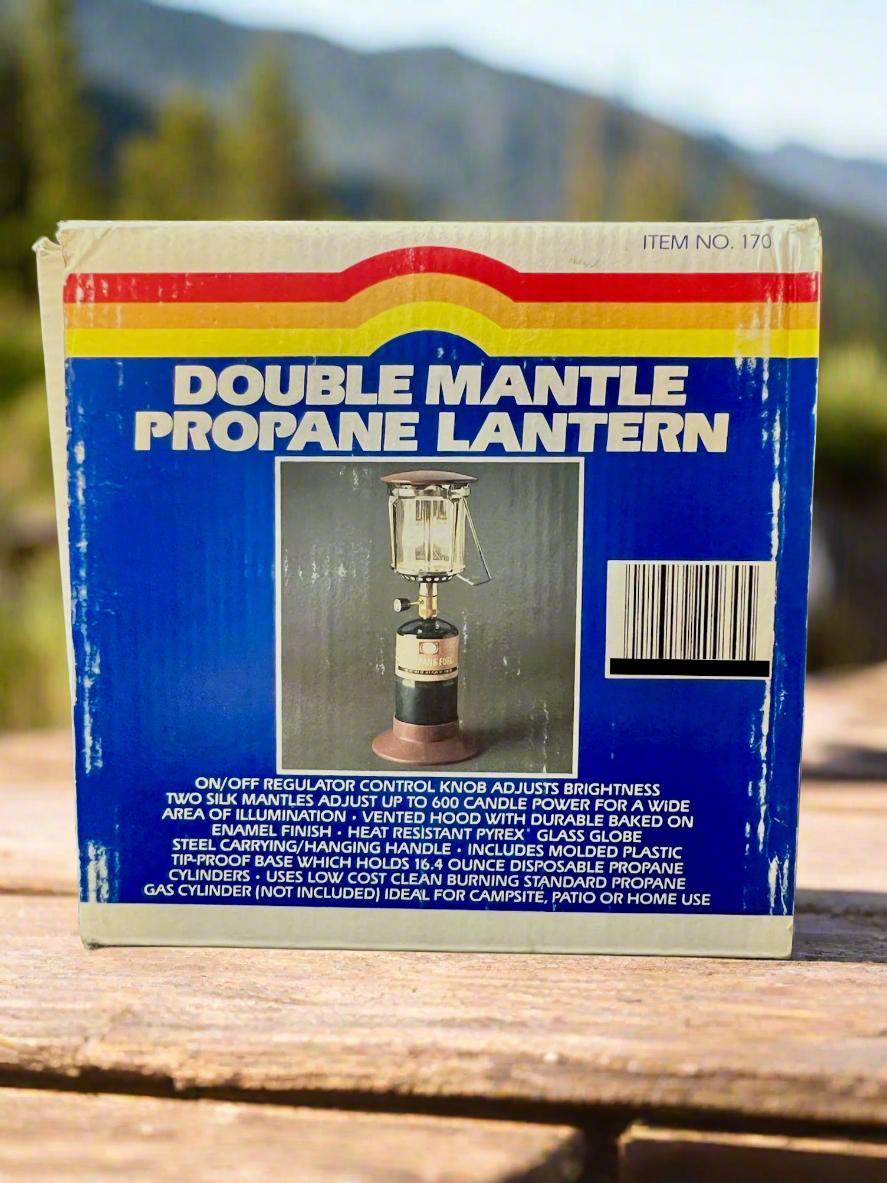 ITEM NO. 170
DOUBLE MANTLE
PROPANE LANTERN
PROPANE FUEL
ON/OFF REGULATOR CONTROL KNOB ADJUSTS BRIGHTNESS
TWO SILK MANTLES ADJUST UP TO 600 CANDLE POWER FOR A WIDE
AREA OF ILLUMINATION • VENTED HOOD WITH DURABLE BAKED ON
ENAMEL FINISH • HEAT RESISTANT PYREX® GLASS GLOBE
STEEL CARRYING/HANGING HANDLE • INCLUDES MOLDED PLASTIC
TIP-PROOF BASE WHICH HOLDS 16.4 OUNCE DISPOSABLE PROPANE
CYLINDERS • USES LOW COST CLEAN BURNING STANDARD PROPANE
GAS CYLINDER (NOT INCLUDED) IDEAL FOR CAMPSITE, PATIO OR HOME USE